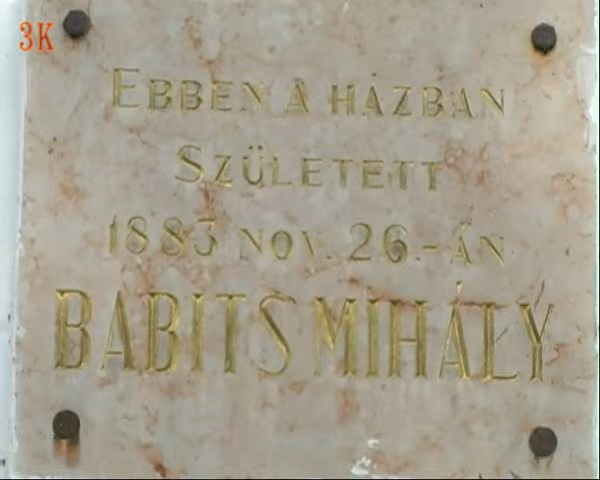 3K
EBBEN A HÁZBAN
SZÜLETETT
1883 NOV. 26.-ÁN
BABITS MIHÁLY